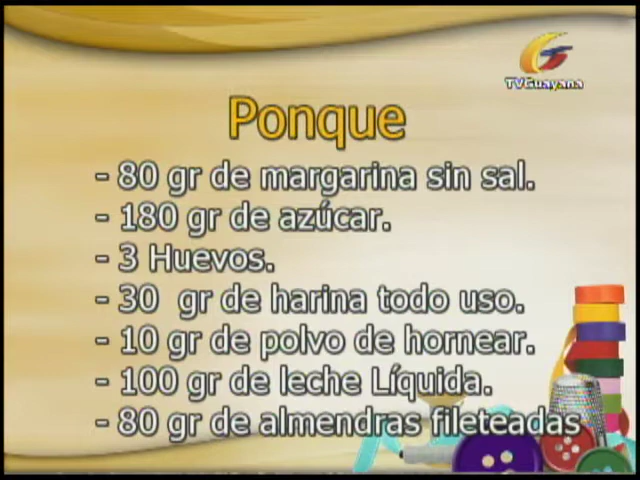 TVGuayana
Ponque
- 80 gr de margarina sin sal.
- 180 gr de azúcar.
- 3 Huevos.
- 30 gr de harina todo uso.
- 10 gr de polvo de hornear.
- 100 gr de leche Líquida.
- 80 gr de almendras fileteadas